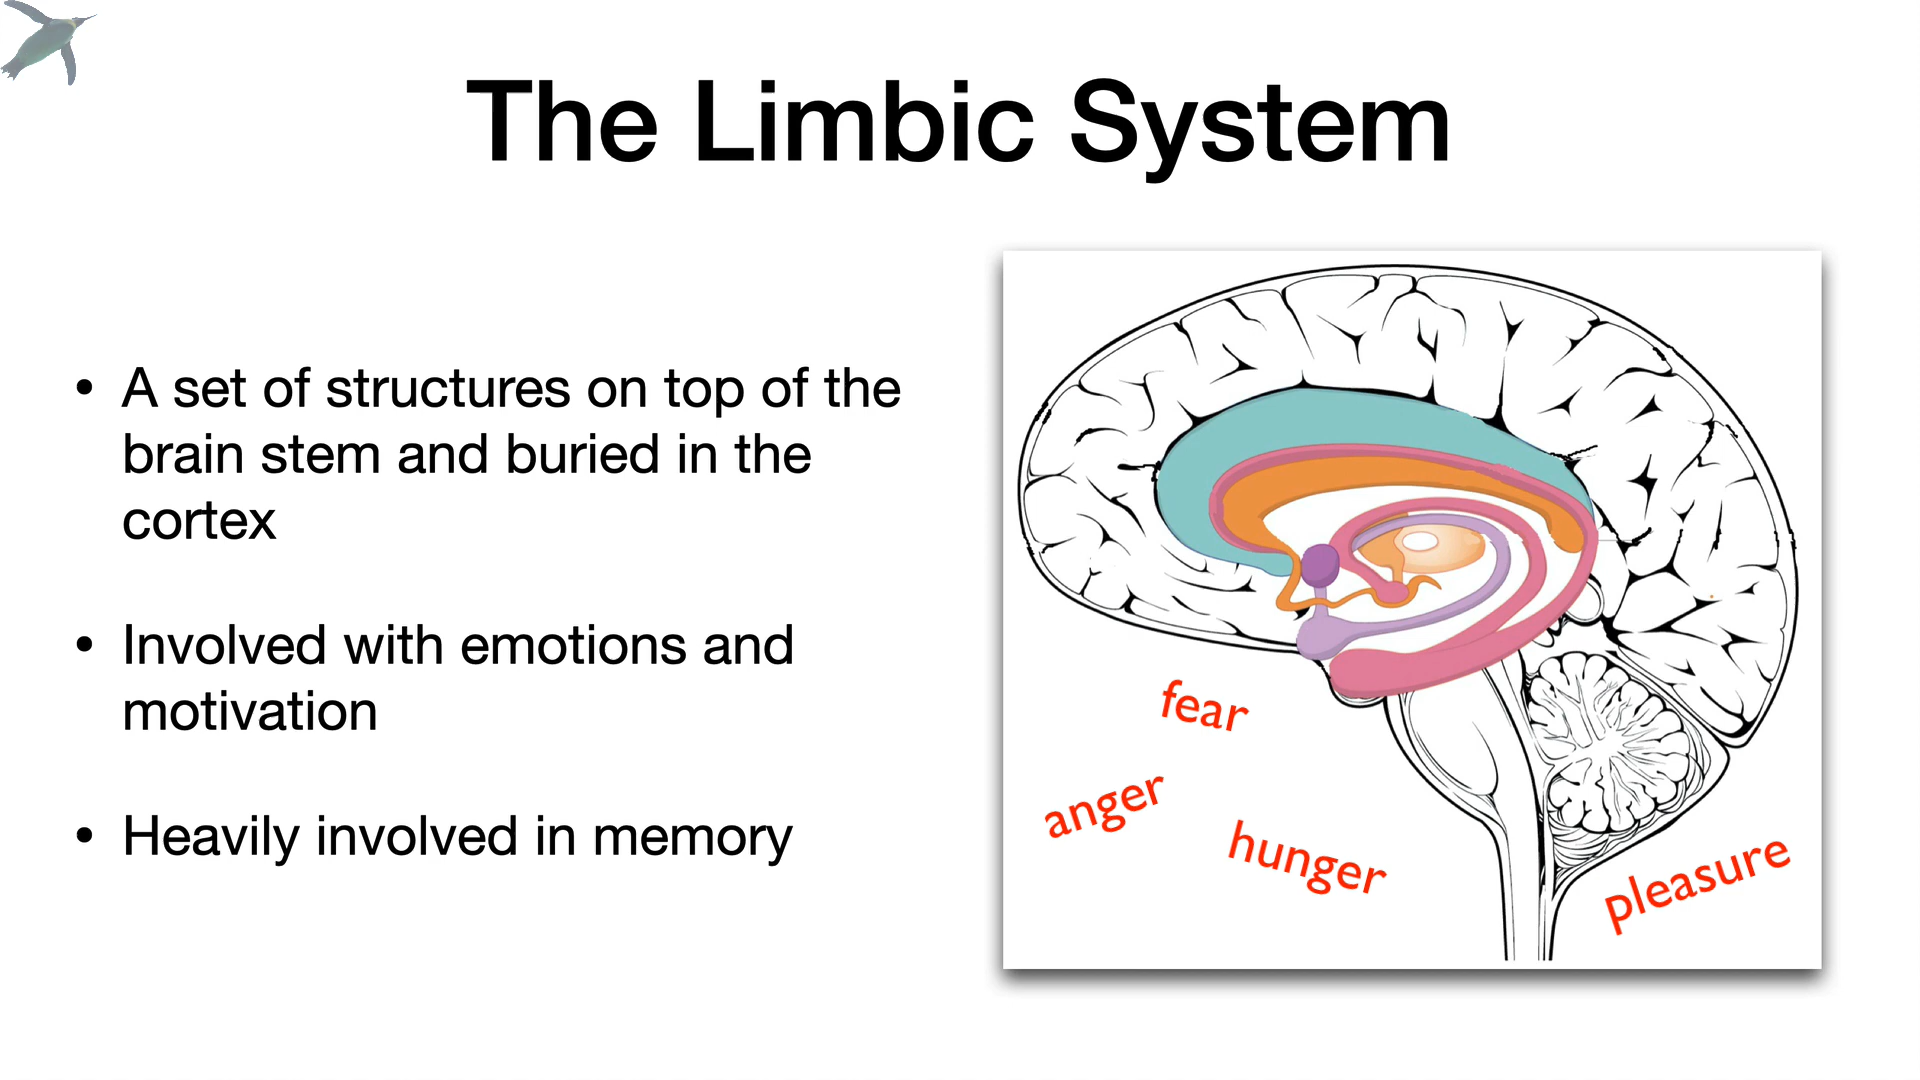 The Limbic System
• A set of structures on top of the
brain stem and buried in the
cortex
• Involved with emotions and
motivation
• Heavily involved in memory
fear
anger
hunger
pleasure